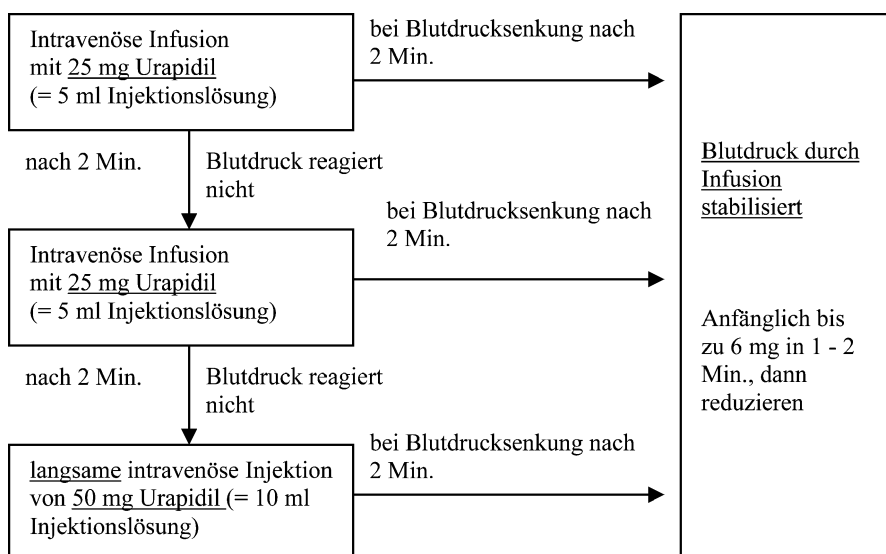 Intravenöse Infusion
mit 25 mg Urapidil
(= 5 ml Injektionslösung)
bei Blutdrucksenkung nach
2 Min.
nach 2 Min.
Blutdruck reagiert
nicht
Intravenöse Infusion
mit 25 mg Urapidil
(= 5 ml Injektionslösung)
bei Blutdrucksenkung nach
2 Min.
nach 2 Min.
Blutdruck reagiert
nicht
langsame intravenöse Injektion
von 50 mg Urapidil (= 10 ml
Injektionslösung)
bei Blutdrucksenkung nach
2 Min.
Blutdruck durch
Infusion
stabilisiert
Anfänglich bis
zu 6 mg in 1 - 2
Min., dann
reduzieren